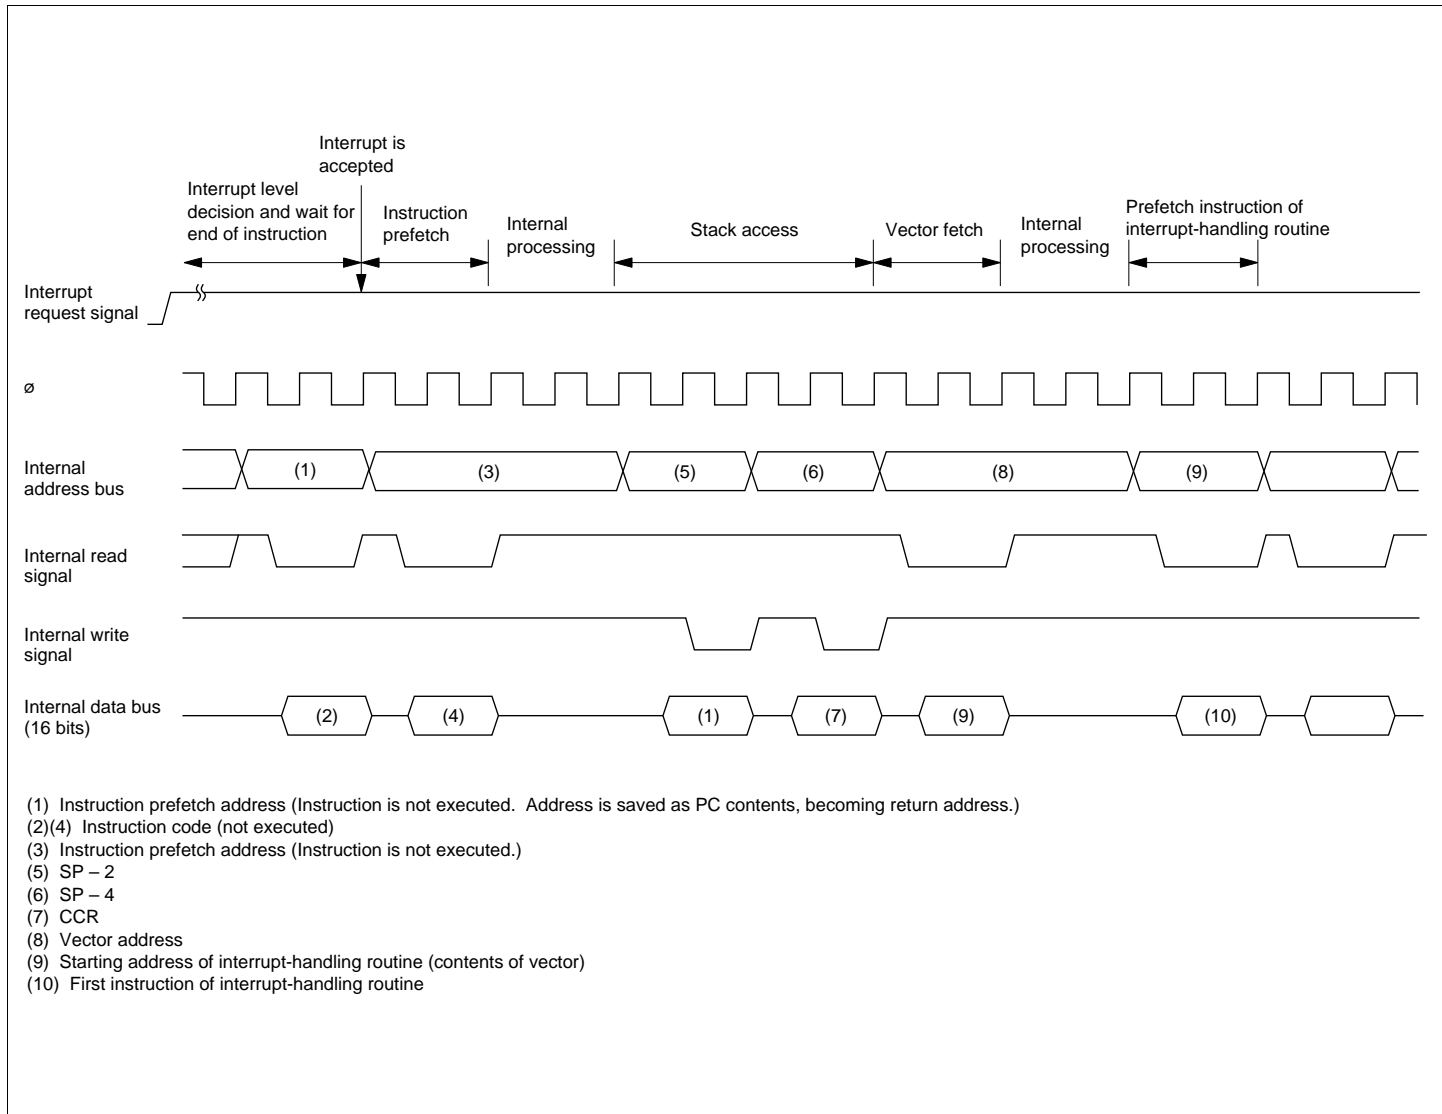 Interrupt is
accepted
Interrupt level
decision and wait for
end of instruction
Instruction
prefetch
Internal
processing
Stack access
Vector fetch
Internal
processing
Prefetch instruction of
interrupt-handling routine
Interrupt
request signal
ø
Internal
address bus
(1)
(3)
(5)
(6)
(8)
(9)
Internal read
signal
Internal write
signal
Internal data bus
(16 bits)
(2)
(4)
(1)
(7)
(9)
(10)
(1) Instruction prefetch address (Instruction is not executed. Address is saved as PC contents, becoming return address.)
(2)(4) Instruction code (not executed)
(3) Instruction prefetch address (Instruction is not executed.)
(5) SP – 2
(6) SP – 4
(7) CCR
(8) Vector address
(9) Starting address of interrupt-handling routine (contents of vector)
(10) First instruction of interrupt-handling routine